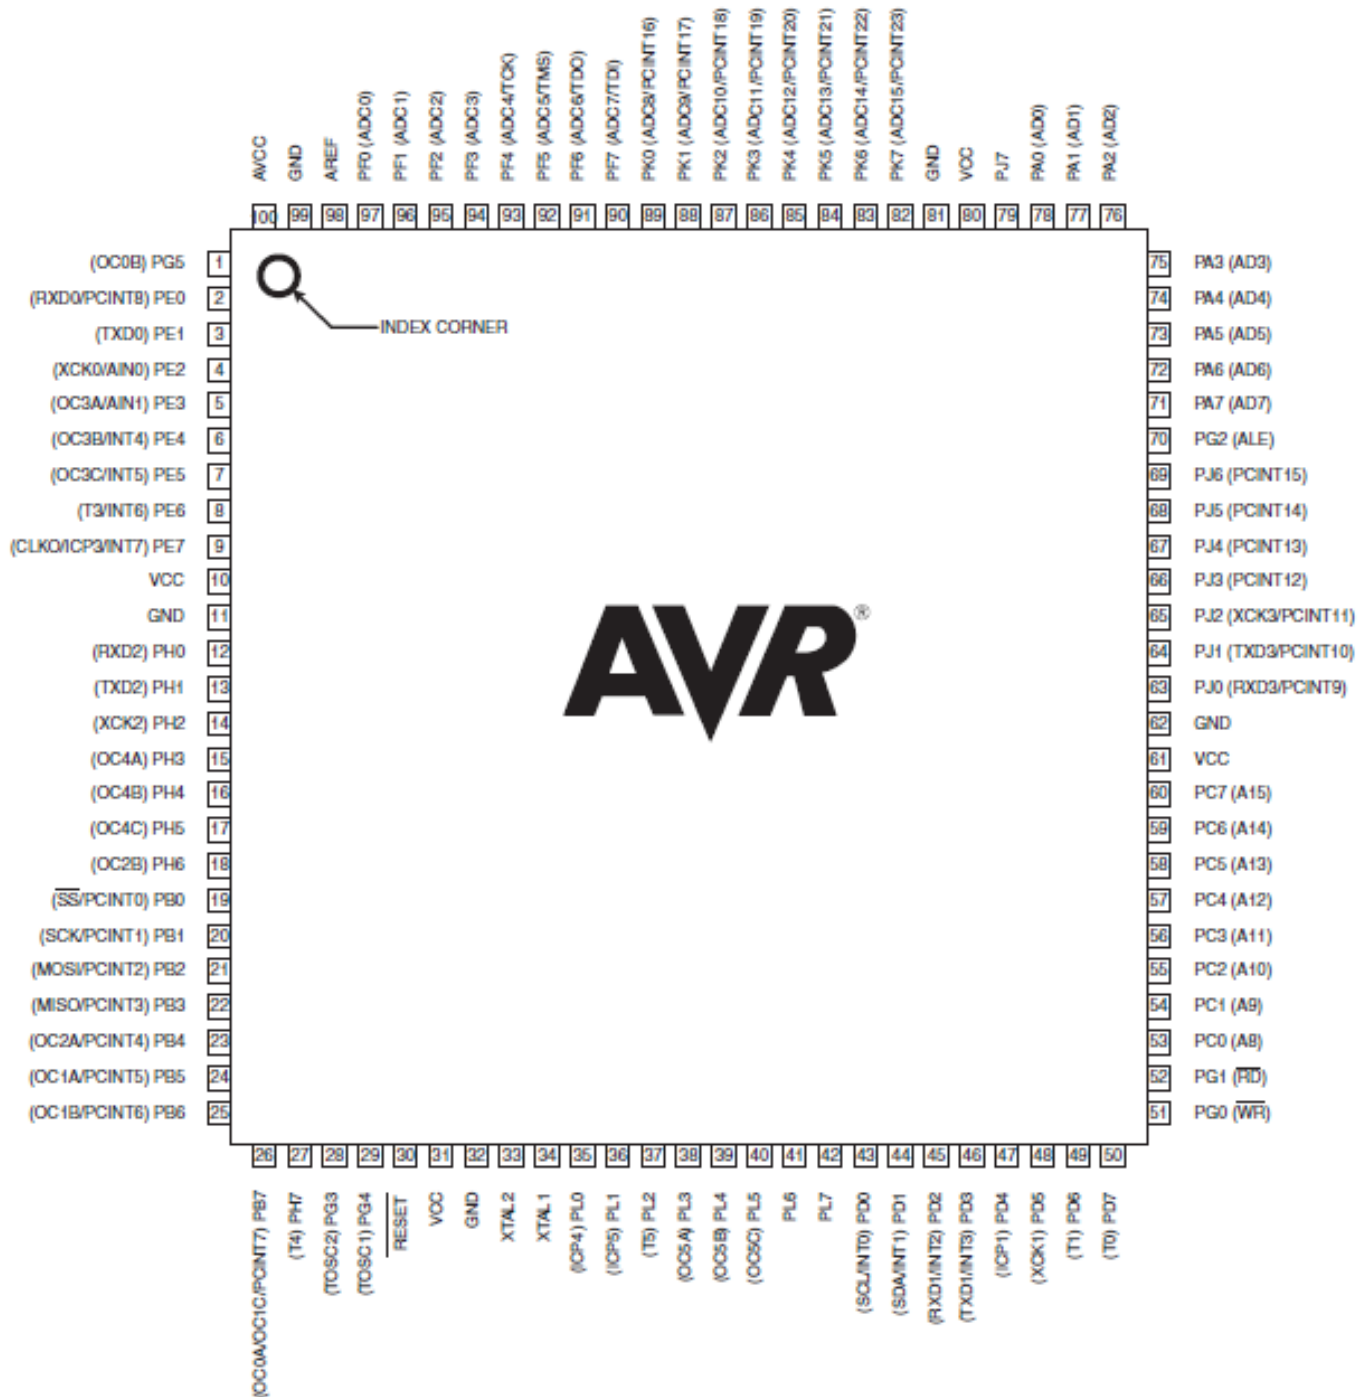 AVCC
GND
AREF
PF0 (ADC0)
PF1 (ADC1)
PF2 (ADC2)
PF3 (ADC3)
PF4 (ADC4/TCK)
PF5 (ADC5/TMS)
PF6 (ADC6/TDO)
PF7 (ADC7/TDI)
PK0 (ADC8/PCINT16)
PK1 (ADC9/PCINT17)
PK2 (ADC10/PCINT18)
PK3 (ADC11/PCINT19)
PK4 (ADC12/PCINT20)
PK5 (ADC13/PCINT21)
PK6 (ADC14/PCINT22)
PK7 (ADC15/PCINT23)
GND
VCC
PJ7
PA0 (AD0)
PA1 (AD1)
PA2 (AD2)
100 99 98 97 96 95 94 93 92 91 90 89 88 87 86 85 84 83 82 81 80 79 78 77 76
(OC0B) PG5 1
(RXD0/PCINT8) PE0 2
(TXD0) PE1 3
(XCK0/AIN0) PE2 4
(OC3A/AIN1) PE3 5
(OC3B/INT4) PE4 6
(OC3C/INT5) PE5 7
(T3/INT6) PE6 8
(CLKO/ICP3/INT7) PE7 9
VCC 10
GND 11
(RXD2) PH0 12
(TXD2) PH1 13
(XCK2) PH2 14
(OC4A) PH3 15
(OC4B) PH4 16
(OC4C) PH5 17
(OC2B) PH6 18
(SS/PCINT0) PB0 19
(SCK/PCINT1) PB1 20
(MOSI/PCINT2) PB2 21
(MISO/PCINT3) PB3 22
(OC2A/PCINT4) PB4 23
(OC1A/PCINT5) PB5 24
(OC1B/PCINT6) PB6 25
INDEX CORNER
AVR®
75 PA3 (AD3)
74 PA4 (AD4)
73 PA5 (AD5)
72 PA6 (AD6)
71 PA7 (AD7)
70 PG2 (ALE)
69 PJ6 (PCINT15)
68 PJ5 (PCINT14)
67 PJ4 (PCINT13)
66 PJ3 (PCINT12)
65 PJ2 (XCK3/PCINT11)
64 PJ1 (TXD3/PCINT10)
63 PJ0 (RXD3/PCINT9)
62 GND
61 VCC
60 PC7 (A15)
59 PC6 (A14)
58 PC5 (A13)
57 PC4 (A12)
56 PC3 (A11)
55 PC2 (A10)
54 PC1 (A9)
53 PC0 (A8)
52 PG1 (RD)
51 PG0 (WR)
26 27 28 29 30 31 32 33 34 35 36 37 38 39 40 41 42 43 44 45 46 47 48 49 50
(OC0A/OC1C/PCINT7) PB7
(T4) PH7
(TOSC2) PG3
(TOSC1) PG4
RESET
VCC
GND
XTAL2
XTAL1
(ICP4) PL0
(ICP5) PL1
(T5) PL2
(OC5A) PL3
(OC5B) PL4
(OC5C) PL5
PL6
PL7
(SCL/INT0) PD0
(SDA/INT1) PD1
(RXD1/INT2) PD2
(TXD1/INT3) PD3
(ICP1) PD4
(XCK1) PD5
(T1) PD6
(T0) PD7